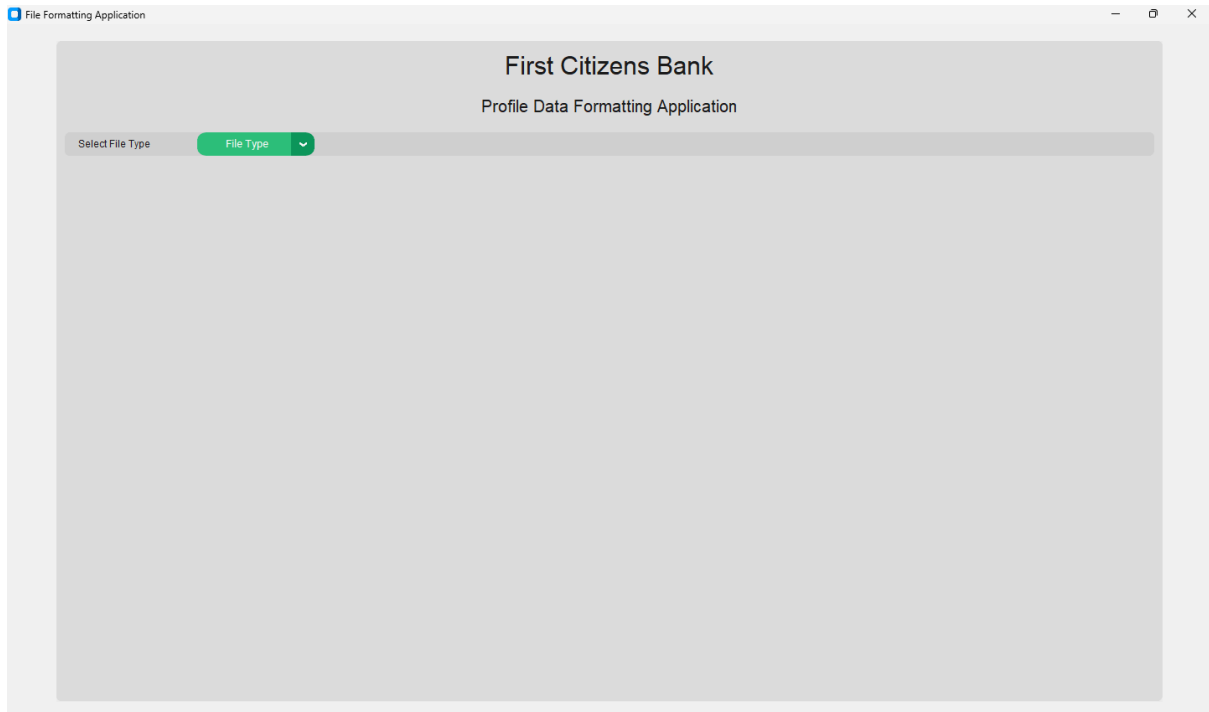 File Formatting Application
First Citizens Bank
Profile Data Formatting Application
Select File Type
File Type